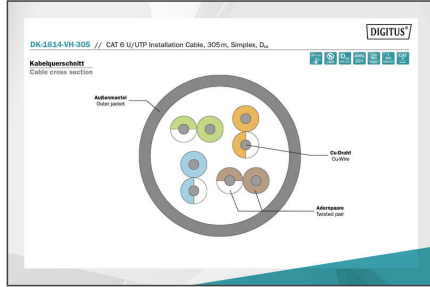 DIGITUS®
DK-1614-VH-305 // CAT 6 U/UTP Installation Cable, 305 m, Simplex, Dca
Kabelquerschnitt
Cable cross section
Außenmantel
Outer jacket
Cu-Draht
Cu-Wire
Adernpaare
Twisted pair